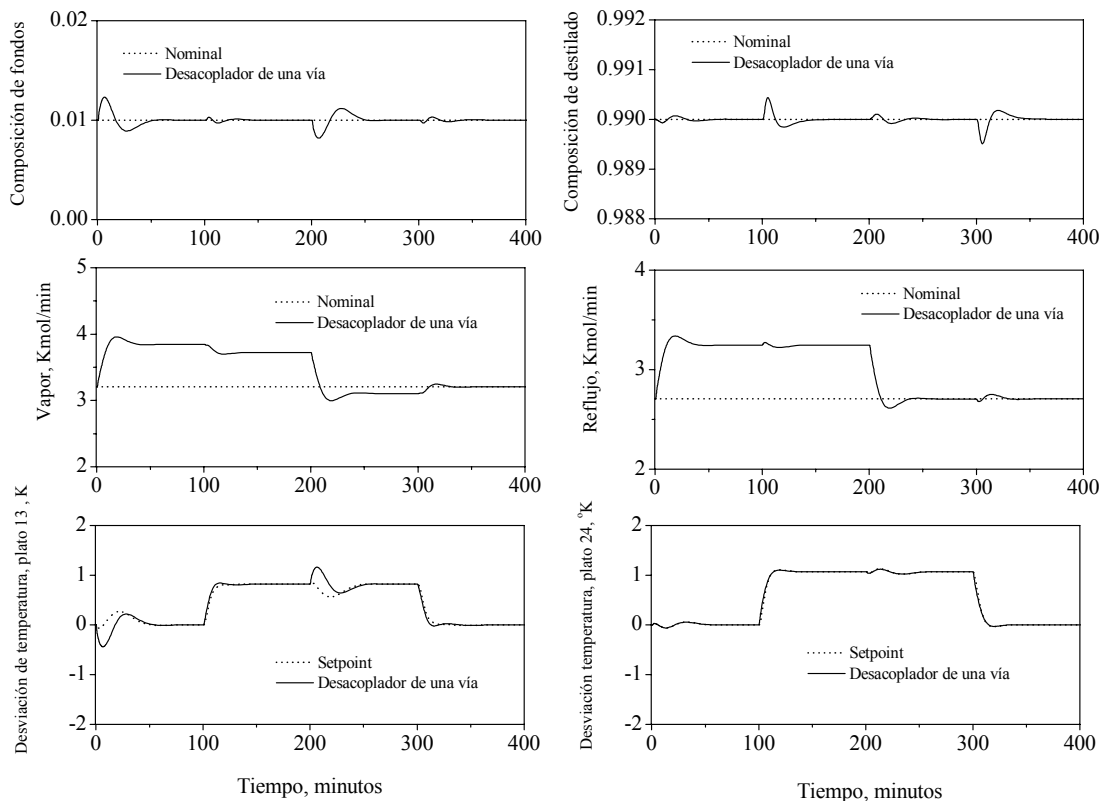 Composición de fondos
0.02
0.01
0.00
Nominal
Desacoplador de una vía
0 100 200 300 400
Composición de destilado
0.992
0.991
0.990
0.989
0.988
Nominal
Desacoplador de una vía
0 100 200 300 400
Vapor, Kmol/min
5
4
3
2
Nominal
Desacoplador de una vía
0 100 200 300 400
Reflujo, Kmol/min
4
3
2
Nominal
Desacoplador de una vía
0 100 200 300 400
Desviación de temperatura, plato 13 , K
2
1
0
-1
-2
Setpoint
Desacoplador de una vía
0 100 200 300 400
Tiempo, minutos
Desviación temperatura, plato 24, °K
2
1
0
-1
-2
Setpoint
Desacoplador de una vía
0 100 200 300 400
Tiempo, minutos